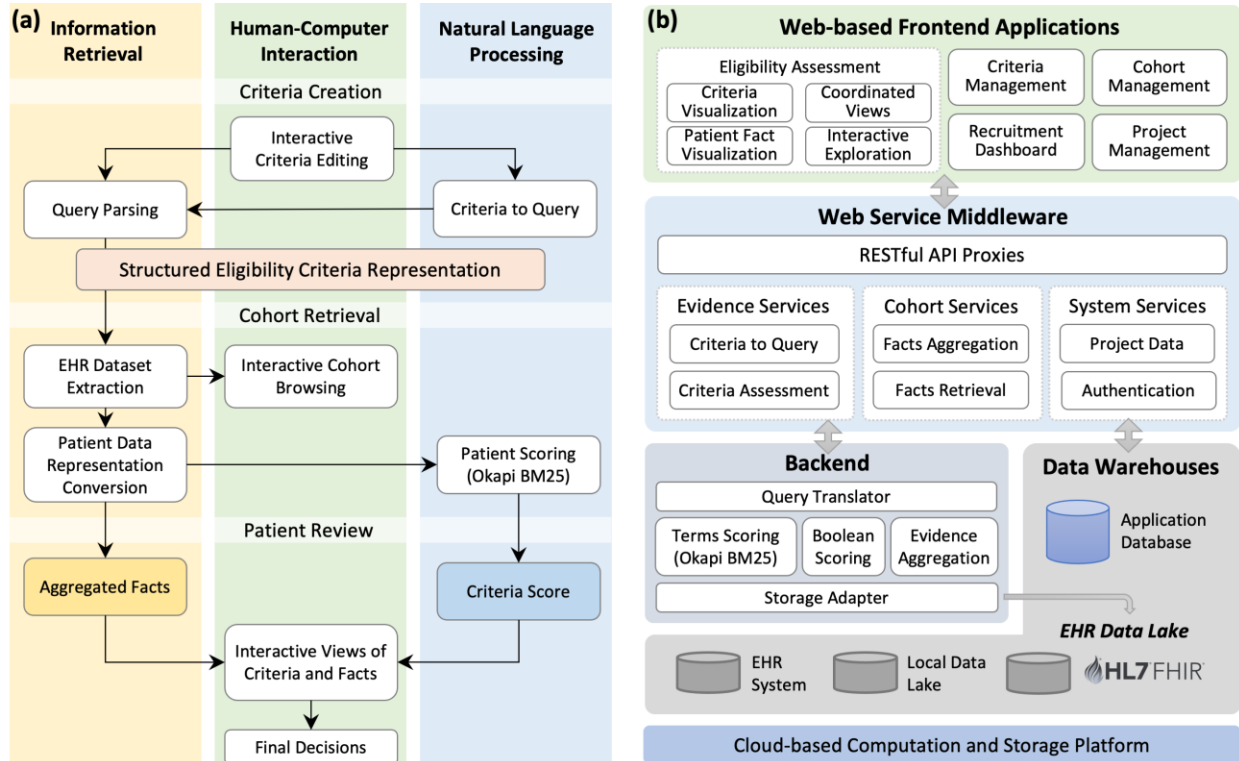 (a)
Information
Retrieval
Human-Computer
Interaction
Natural Language
Processing
Criteria Creation
Interactive
Criteria Editing
Query Parsing
Criteria to Query
Structured Eligibility Criteria Representation
Cohort Retrieval
EHR Dataset
Extraction
Interactive Cohort
Browsing
Patient Data
Representation
Conversion
Patient Scoring
(Okapi BM25)
Patient Review
Aggregated Facts
Criteria Score
Interactive Views of
Criteria and Facts
Final Decisions
(b)
Web-based Frontend Applications
Eligibility Assessment
Criteria
Visualization
Coordinated
Views
Patient Fact
Visualization
Interactive
Exploration
Criteria
Management
Cohort
Management
Recruitment
Dashboard
Project
Management
Web Service Middleware
RESTful API Proxies
Evidence Services
Criteria to Query
Criteria Assessment
Cohort Services
Facts Aggregation
Facts Retrieval
System Services
Project Data
Authentication
Backend
Query Translator
Terms Scoring
(Okapi BM25)
Boolean
Scoring
Evidence
Aggregation
Storage Adapter
Data Warehouses
Application
Database
EHR Data Lake
EHR
System
Local Data
Lake
HL7 FHIR
Cloud-based Computation and Storage Platform